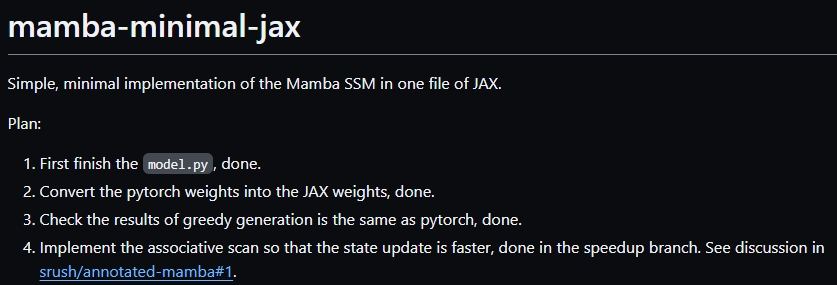 mamba-minimal-jax
Simple, minimal implementation of the Mamba SSM in one file of JAX.
Plan:
1. First finish the model.py, done.
2. Convert the pytorch weights into the JAX weights, done.
3. Check the results of greedy generation is the same as pytorch, done.
4. Implement the associative scan so that the state update is faster, done in the speedup branch. See discussion in
srush/annotated-mamba#1.